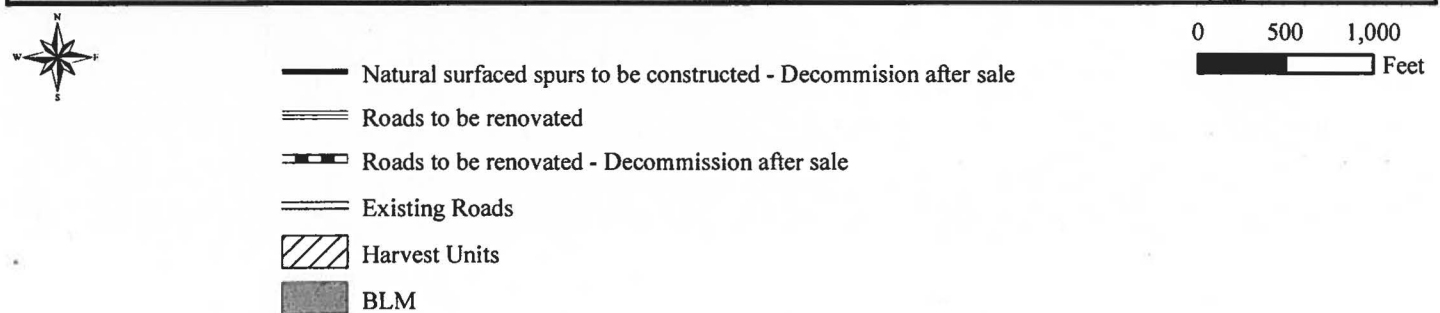 N
W E
S
0 500 1,000
Feet
Natural surfaced spurs to be constructed - Decommision after sale
Roads to be renovated
Roads to be renovated - Decommission after sale
Existing Roads
Harvest Units
BLM